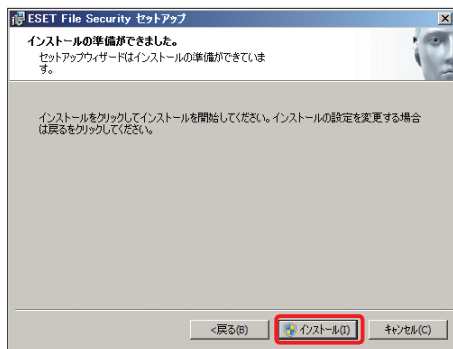 ESET File Security セットアップ
インストールの準備ができました。
セットアップウィザードはインストールの準備ができていま
す。
インストールをクリックしてインストールを開始してください。インストールの設定を変更する場合
は戻るをクリックしてください。
<戻る(B)
インストール(I)
キャンセル(C)